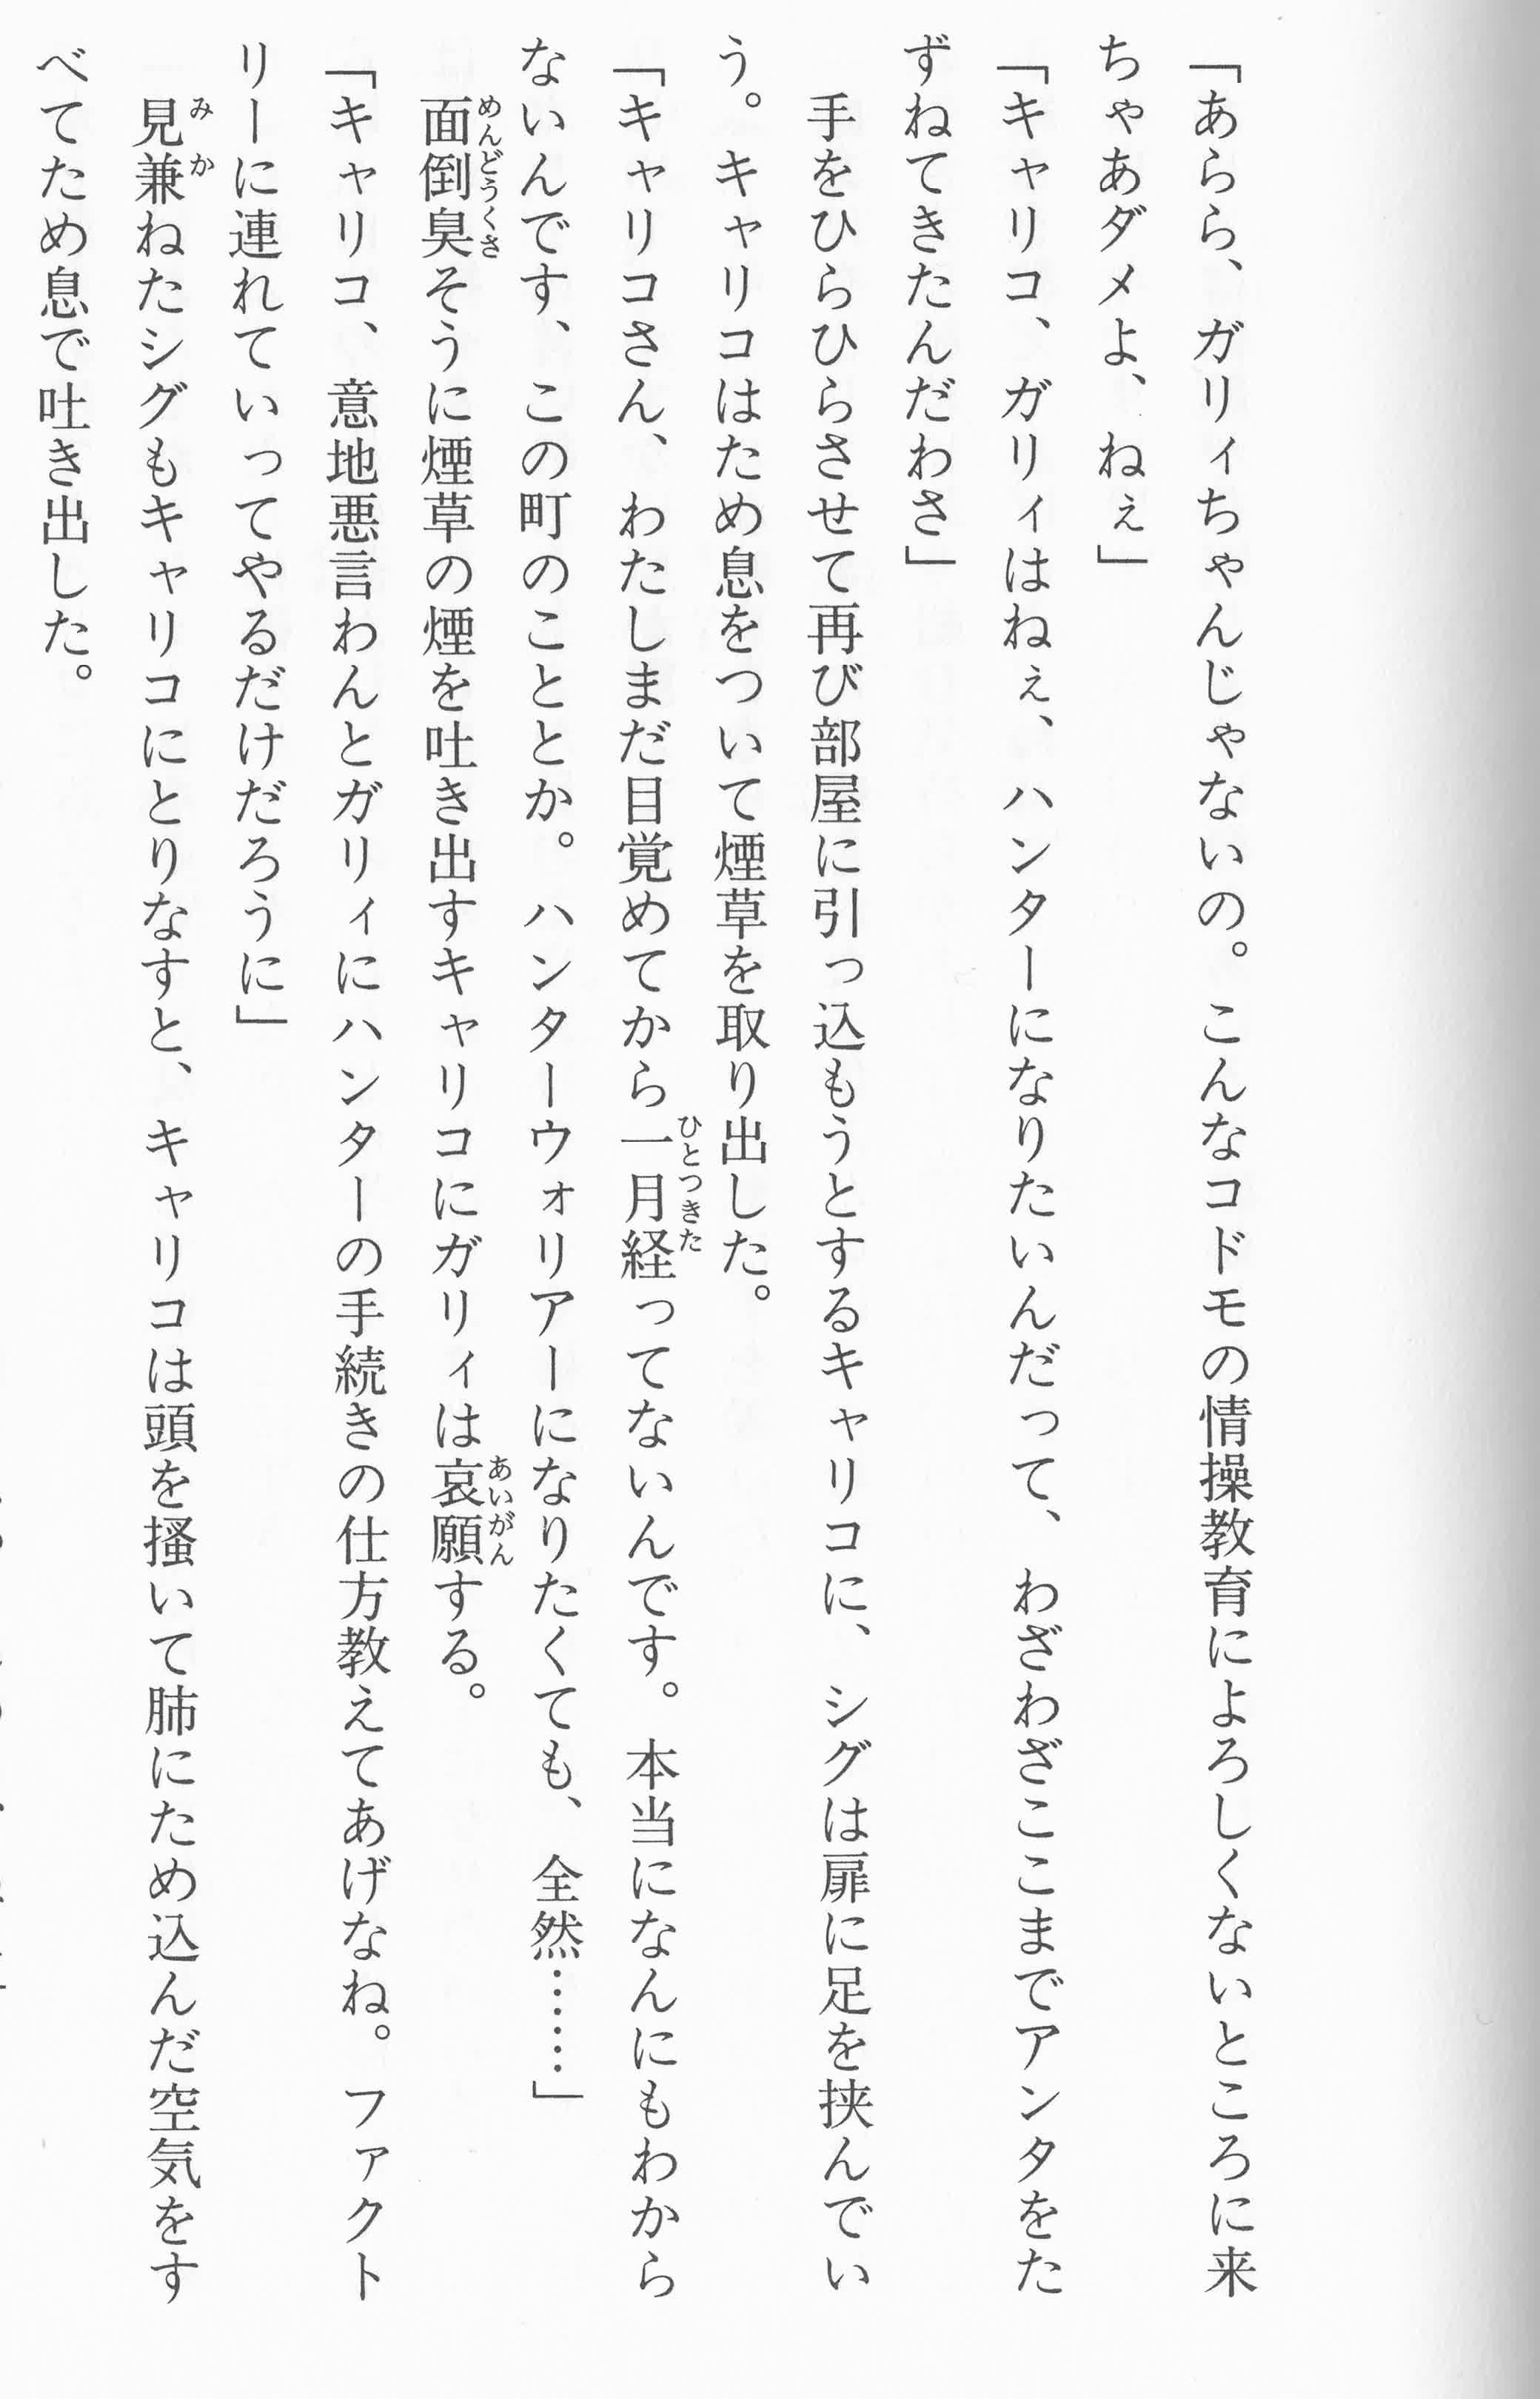 「あらら、ガリィちゃんじゃないの。こんなコドモの情操教育によろしくないところに来
ちゃあダメよ、ねぇ」
「キャリコ、ガリィはねぇ、ハンターになりたいんだって、わざわざここまでアンタをた
ずねてきたんだわさ」
　手をひらひらさせて再び部屋に引っ込もうとするキャリコに、シグは扉に足を挟んでい
う。キャリコはため息をついて煙草を取り出した。
「キャリコさん、わたしまだ目覚めてから一月経ってないんです。本当になんにもわから
ないんです、この町のこととか。ハンターウォリアーになりたくても、全然……」
　面倒臭そうに煙草の煙を吐き出すキャリコにガリィは哀願する。
「キャリコ、意地悪言わんとガリィにハンターの手続きの仕方教えてあげなね。ファクト
リーに連れていってやるだけだろうに」
　見兼ねたシグもキャリコにとりなすと、キャリコは頭を掻いて肺にため込んだ空気をす
べてため息で吐き出した。